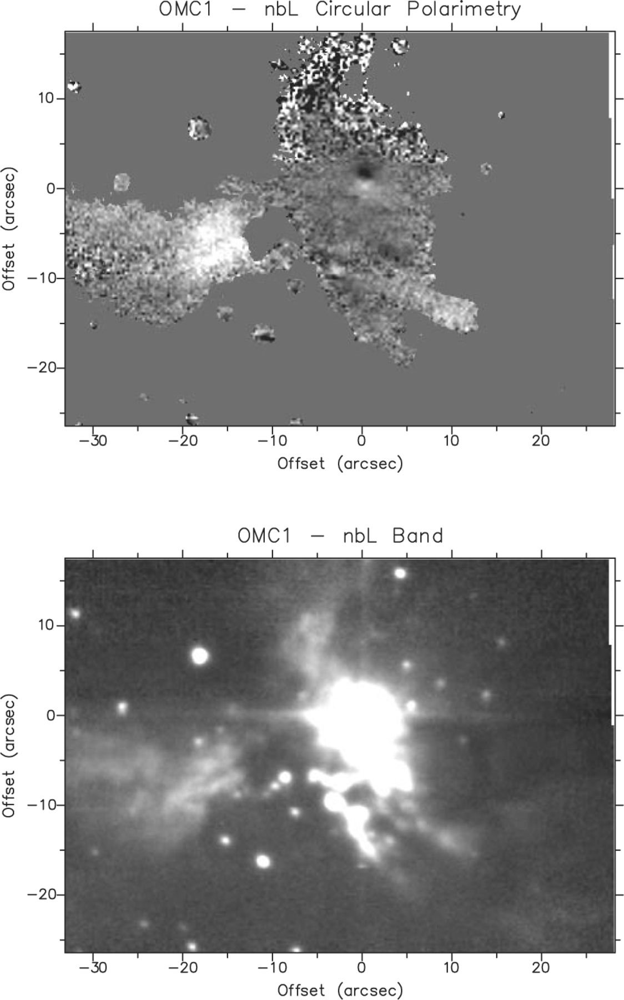 OMC1 – nbL Circular Polarimetry
10
0
−10
−20
Offset (arcsec)
−30 −20 −10 0 10 20
Offset (arcsec)
OMC1 – nbL Band
10
0
−10
−20
Offset (arcsec)
−30 −20 −10 0 10 20
Offset (arcsec)